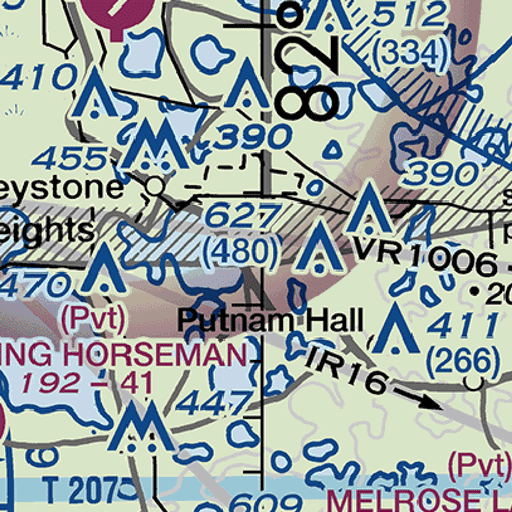 512
(334)
82°
410
390
455
390
eystone
eights
627
(480)
VR1006
470
20
(Pvt)
Putnam Hall
411
(266)
ING HORSEMAN
192 - 41
IR16
447
(Pvt)
T 207
609
MELROSE L